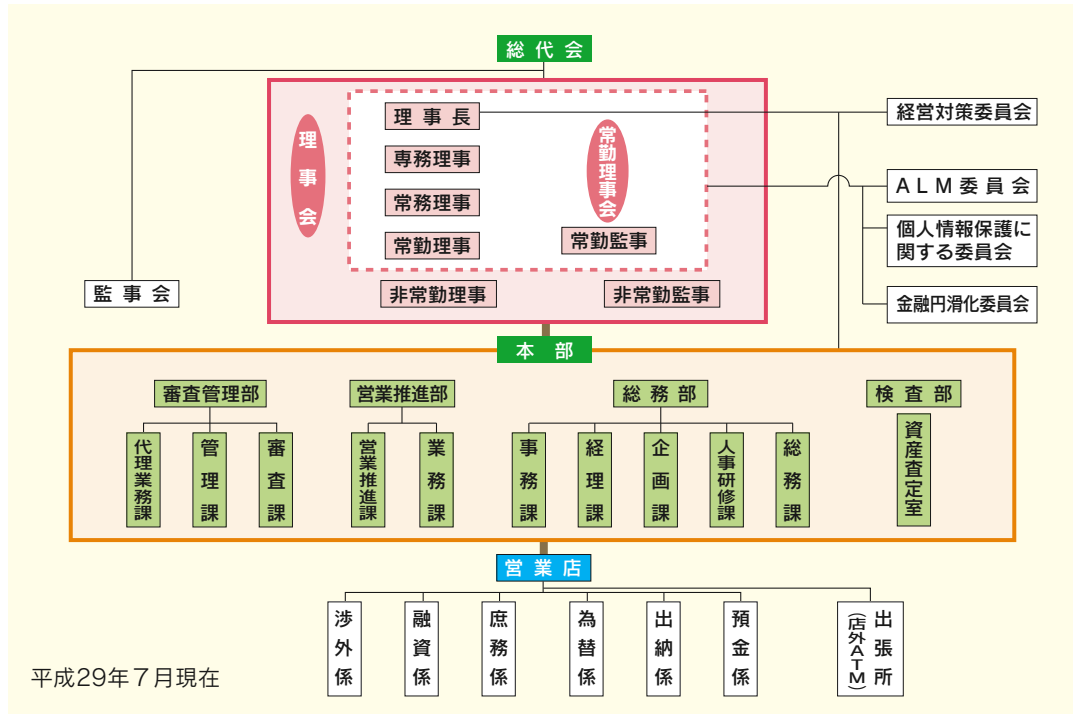 総代会
理事会
理事長
専務理事
常務理事
常勤理事
常勤理事会
常勤監事
非常勤理事
非常勤監事
監事会
経営対策委員会
ALM委員会
個人情報保護に
関する委員会
金融円滑化委員会
本部
審査管理部
営業推進部
総務部
検査部
代理業務課
管理課
審査課
営業推進課
業務課
事務課
経理課
企画課
人事研修課
総務課
資産査定室
営業店
渉外係
融資係
庶務係
為替係
出納係
預金係
出張所
(店外ATM)
平成29年7月現在